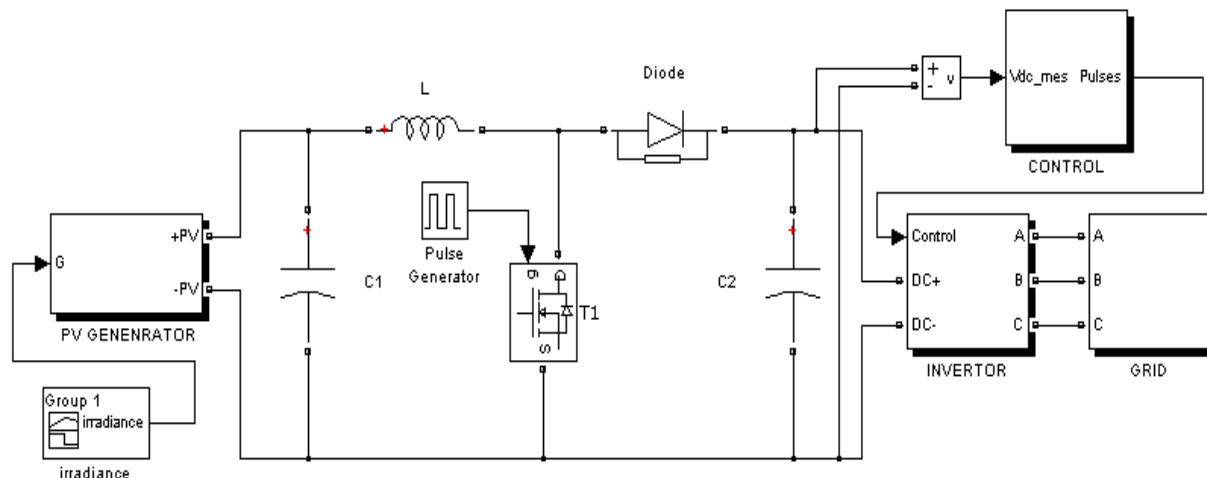 Diode
L
+
-
v
Vdc_mes Pulses
CONTROL
+PV
G
-PV
PV GENENRATOR
Pulse
Generator
C1
g
D
S
T1
C2
Control
DC+
DC-
A
B
C
INVERTOR
A
B
C
GRID
Group 1
irradiance
irradiance